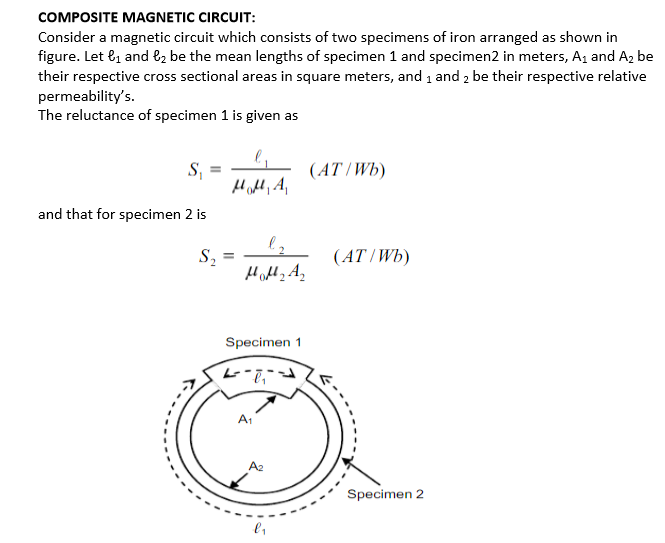 COMPOSITE MAGNETIC CIRCUIT:
Consider a magnetic circuit which consists of two specimens of iron arranged as shown in
figure. Let ℓ₁ and ℓ₂ be the mean lengths of specimen 1 and specimen2 in meters, A₁ and A₂ be
their respective cross sectional areas in square meters, and ₁ and ₂ be their respective relative
permeability's.
The reluctance of specimen 1 is given as
S₁ = ℓ₁ / μ₀μ₁A₁ (AT / Wb)
and that for specimen 2 is
S₂ = ℓ₂ / μ₀μ₂A₂ (AT / Wb)
Specimen 1
ℓ₁
A₁
A₂
Specimen 2
ℓ₁